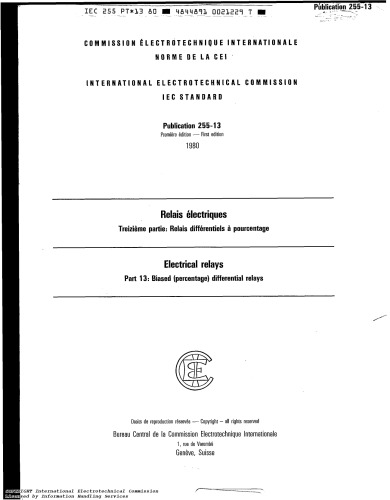 IEC 255 PT*13 80 ■ 4844891 0021229 T ■
Publication 255-13
COMMISSION ÉLECTROTECHNIQUE INTERNATIONALE
NORME DE LA CEI
INTERNATIONAL ELECTROTECHNICAL COMMISSION
IEC STANDARD
Publication 255-13
Première édition — First edition
1980
Relais électriques
Treizième partie: Relais différentiels à pourcentage
Electrical relays
Part 13: Biased (percentage) differential relays
Droits de reproduction réservés — Copyright – all rights reserved
Bureau Central de la Commission Electrotechnique Internationale
1, rue de Varembé
Genève, Suisse
COPYRIGHT International Electrotechnical Commission
Licensed by Information Handling Services